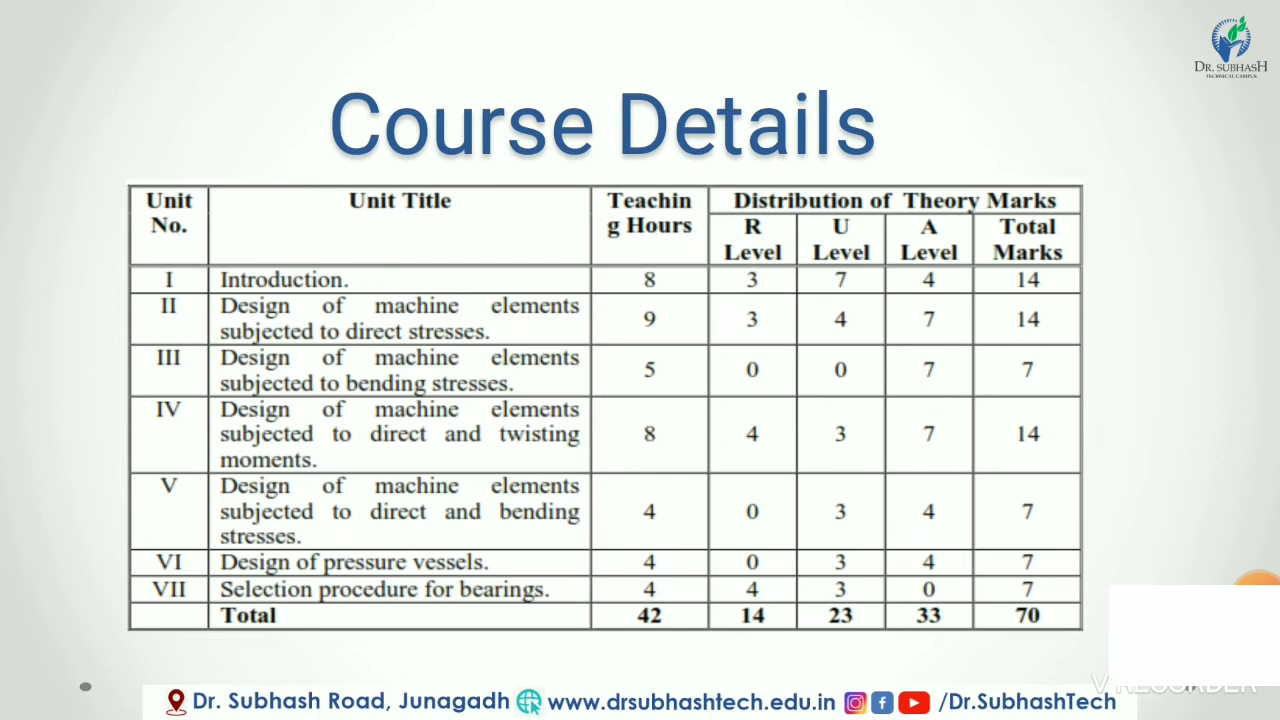 DR. SUBHASH
TECHNICAL CAMPUS
Course Details
Unit No. Unit Title Teachin g Hours Distribution of Theory Marks
R Level U Level A Level Total Marks
I Introduction. 8 3 7 4 14
II Design of machine elements subjected to direct stresses. 9 3 4 7 14
III Design of machine elements subjected to bending stresses. 5 0 0 7 7
IV Design of machine elements subjected to direct and twisting moments. 8 4 3 7 14
V Design of machine elements subjected to direct and bending stresses. 4 0 3 4 7
VI Design of pressure vessels. 4 0 3 4 7
VII Selection procedure for bearings. 4 4 3 0 7
Total 42 14 23 33 70
V RECORDER
Dr. Subhash Road, Junagadh www.drsubhashtech.edu.in /Dr.SubhashTech